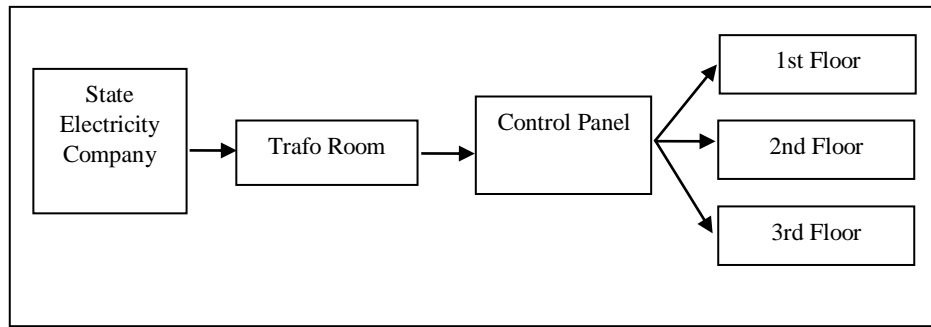 State
Electricity
Company
Trafo Room
Control Panel
1st Floor
2nd Floor
3rd Floor